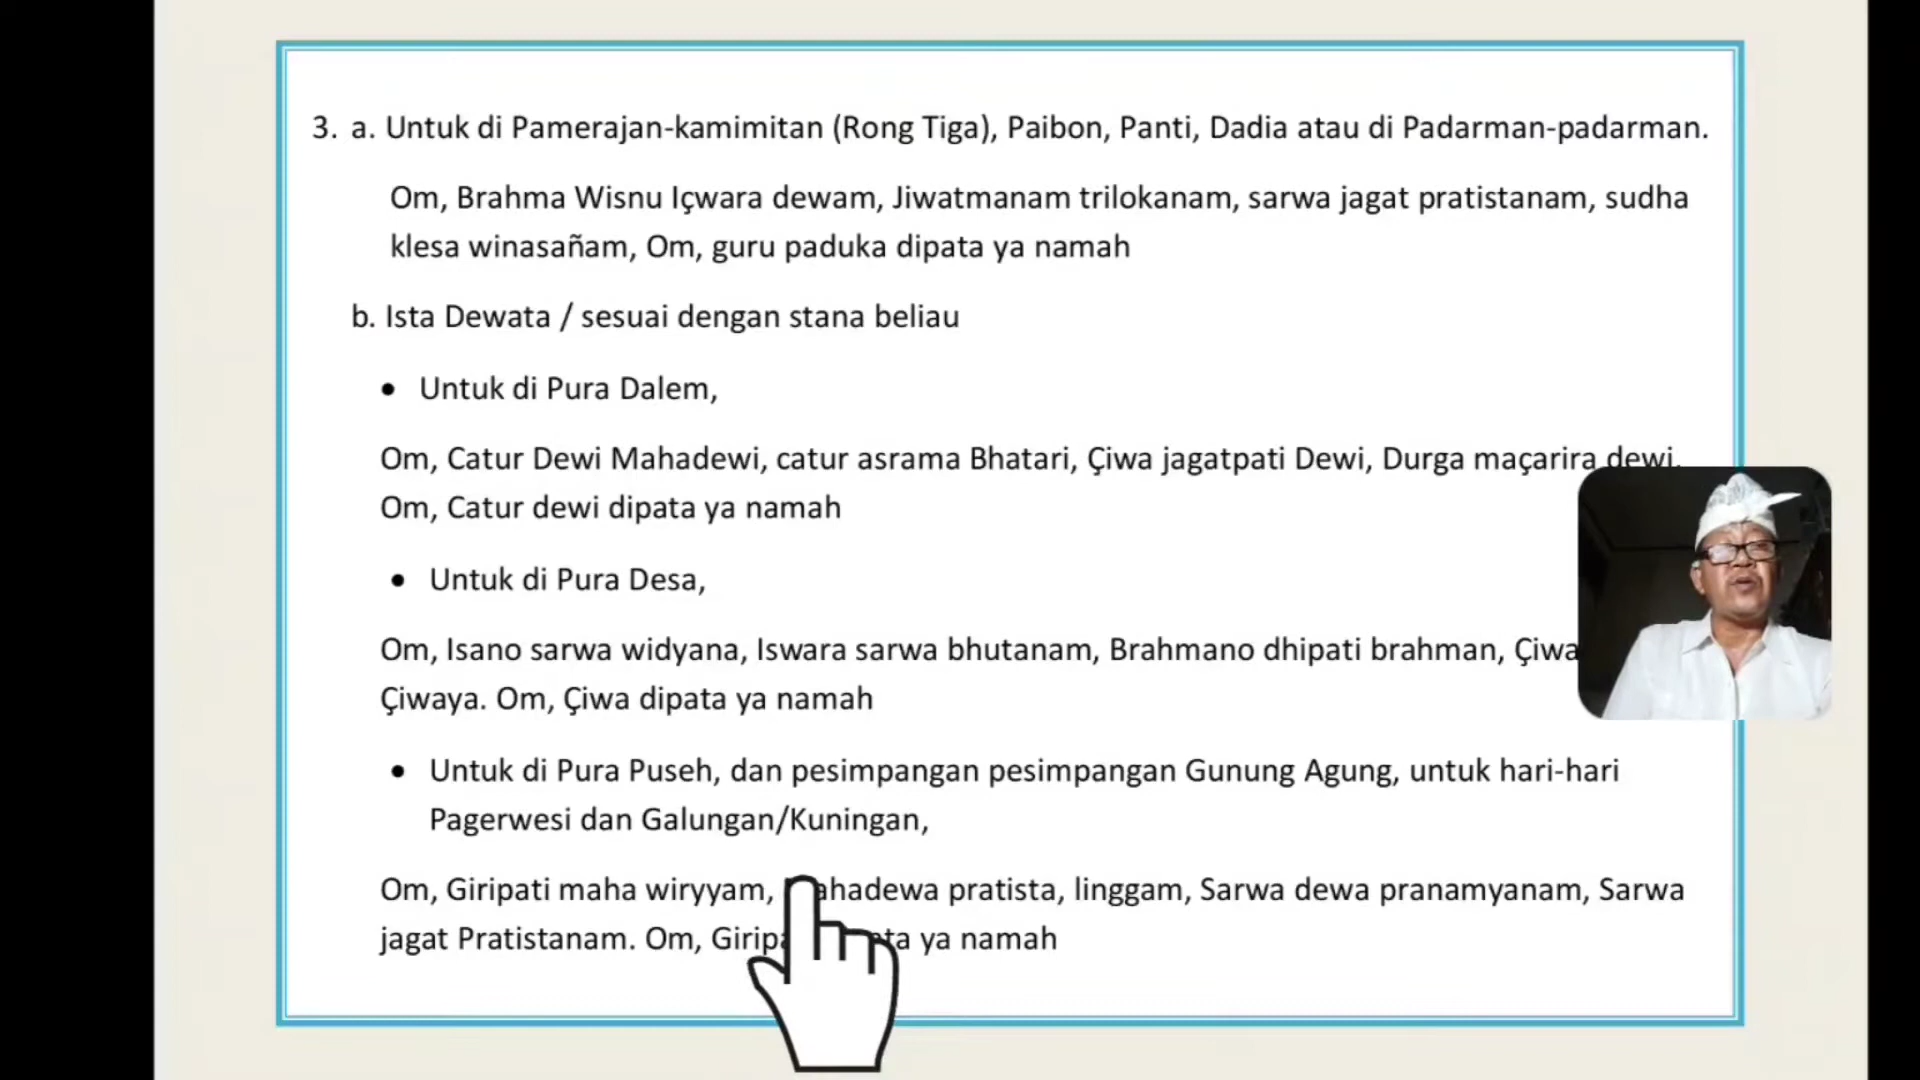 3. a. Untuk di Pamerajan-kamimitan (Rong Tiga), Paibon, Panti, Dadia atau di Padarman-padarman.
Om, Brahma Wisnu Içwara dewam, Jiwatmanam trilokanam, sarwa jagat pratistanam, sudha
klesa winasañam, Om, guru paduka dipata ya namah
b. Ista Dewata / sesuai dengan stana beliau
• Untuk di Pura Dalem,
Om, Catur Dewi Mahadewi, catur asrama Bhatari, Çiwa jagatpati Dewi, Durga maçarira dewi.
Om, Catur dewi dipata ya namah
• Untuk di Pura Desa,
Om, Isano sarwa widyana, Iswara sarwa bhutanam, Brahmano dhipati brahman, Çiwa
Çiwaya. Om, Çiwa dipata ya namah
• Untuk di Pura Puseh, dan pesimpangan pesimpangan Gunung Agung, untuk hari-hari
Pagerwesi dan Galungan/Kuningan,
Om, Giripati maha wiryyam, Mahadewa pratista, linggam, Sarwa dewa pranamyanam, Sarwa
jagat Pratistanam. Om, ya namah